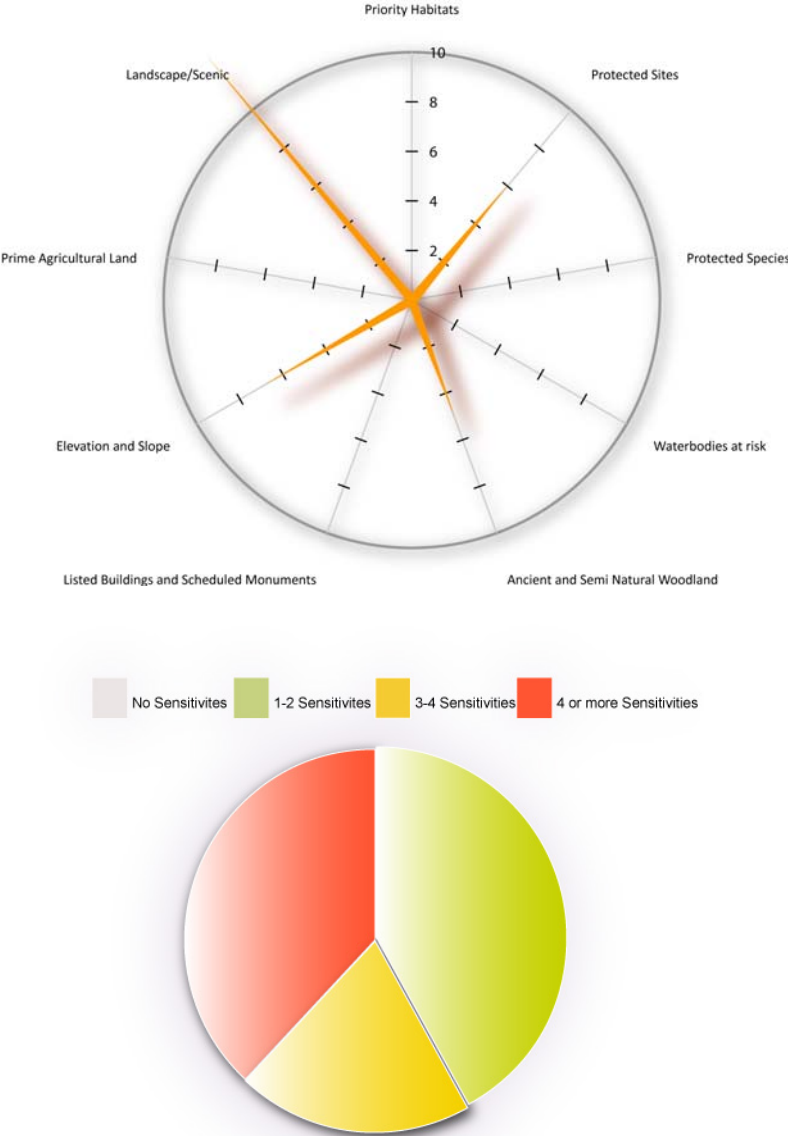 Priority Habitats
10
Landscape/Scenic
Protected Sites
8
6
4
2
Prime Agricultural Land
Protected Species
Elevation and Slope
Waterbodies at risk
Listed Buildings and Scheduled Monuments
Ancient and Semi Natural Woodland
No Sensitivites
1-2 Sensitivites
3-4 Sensitivities
4 or more Sensitivities